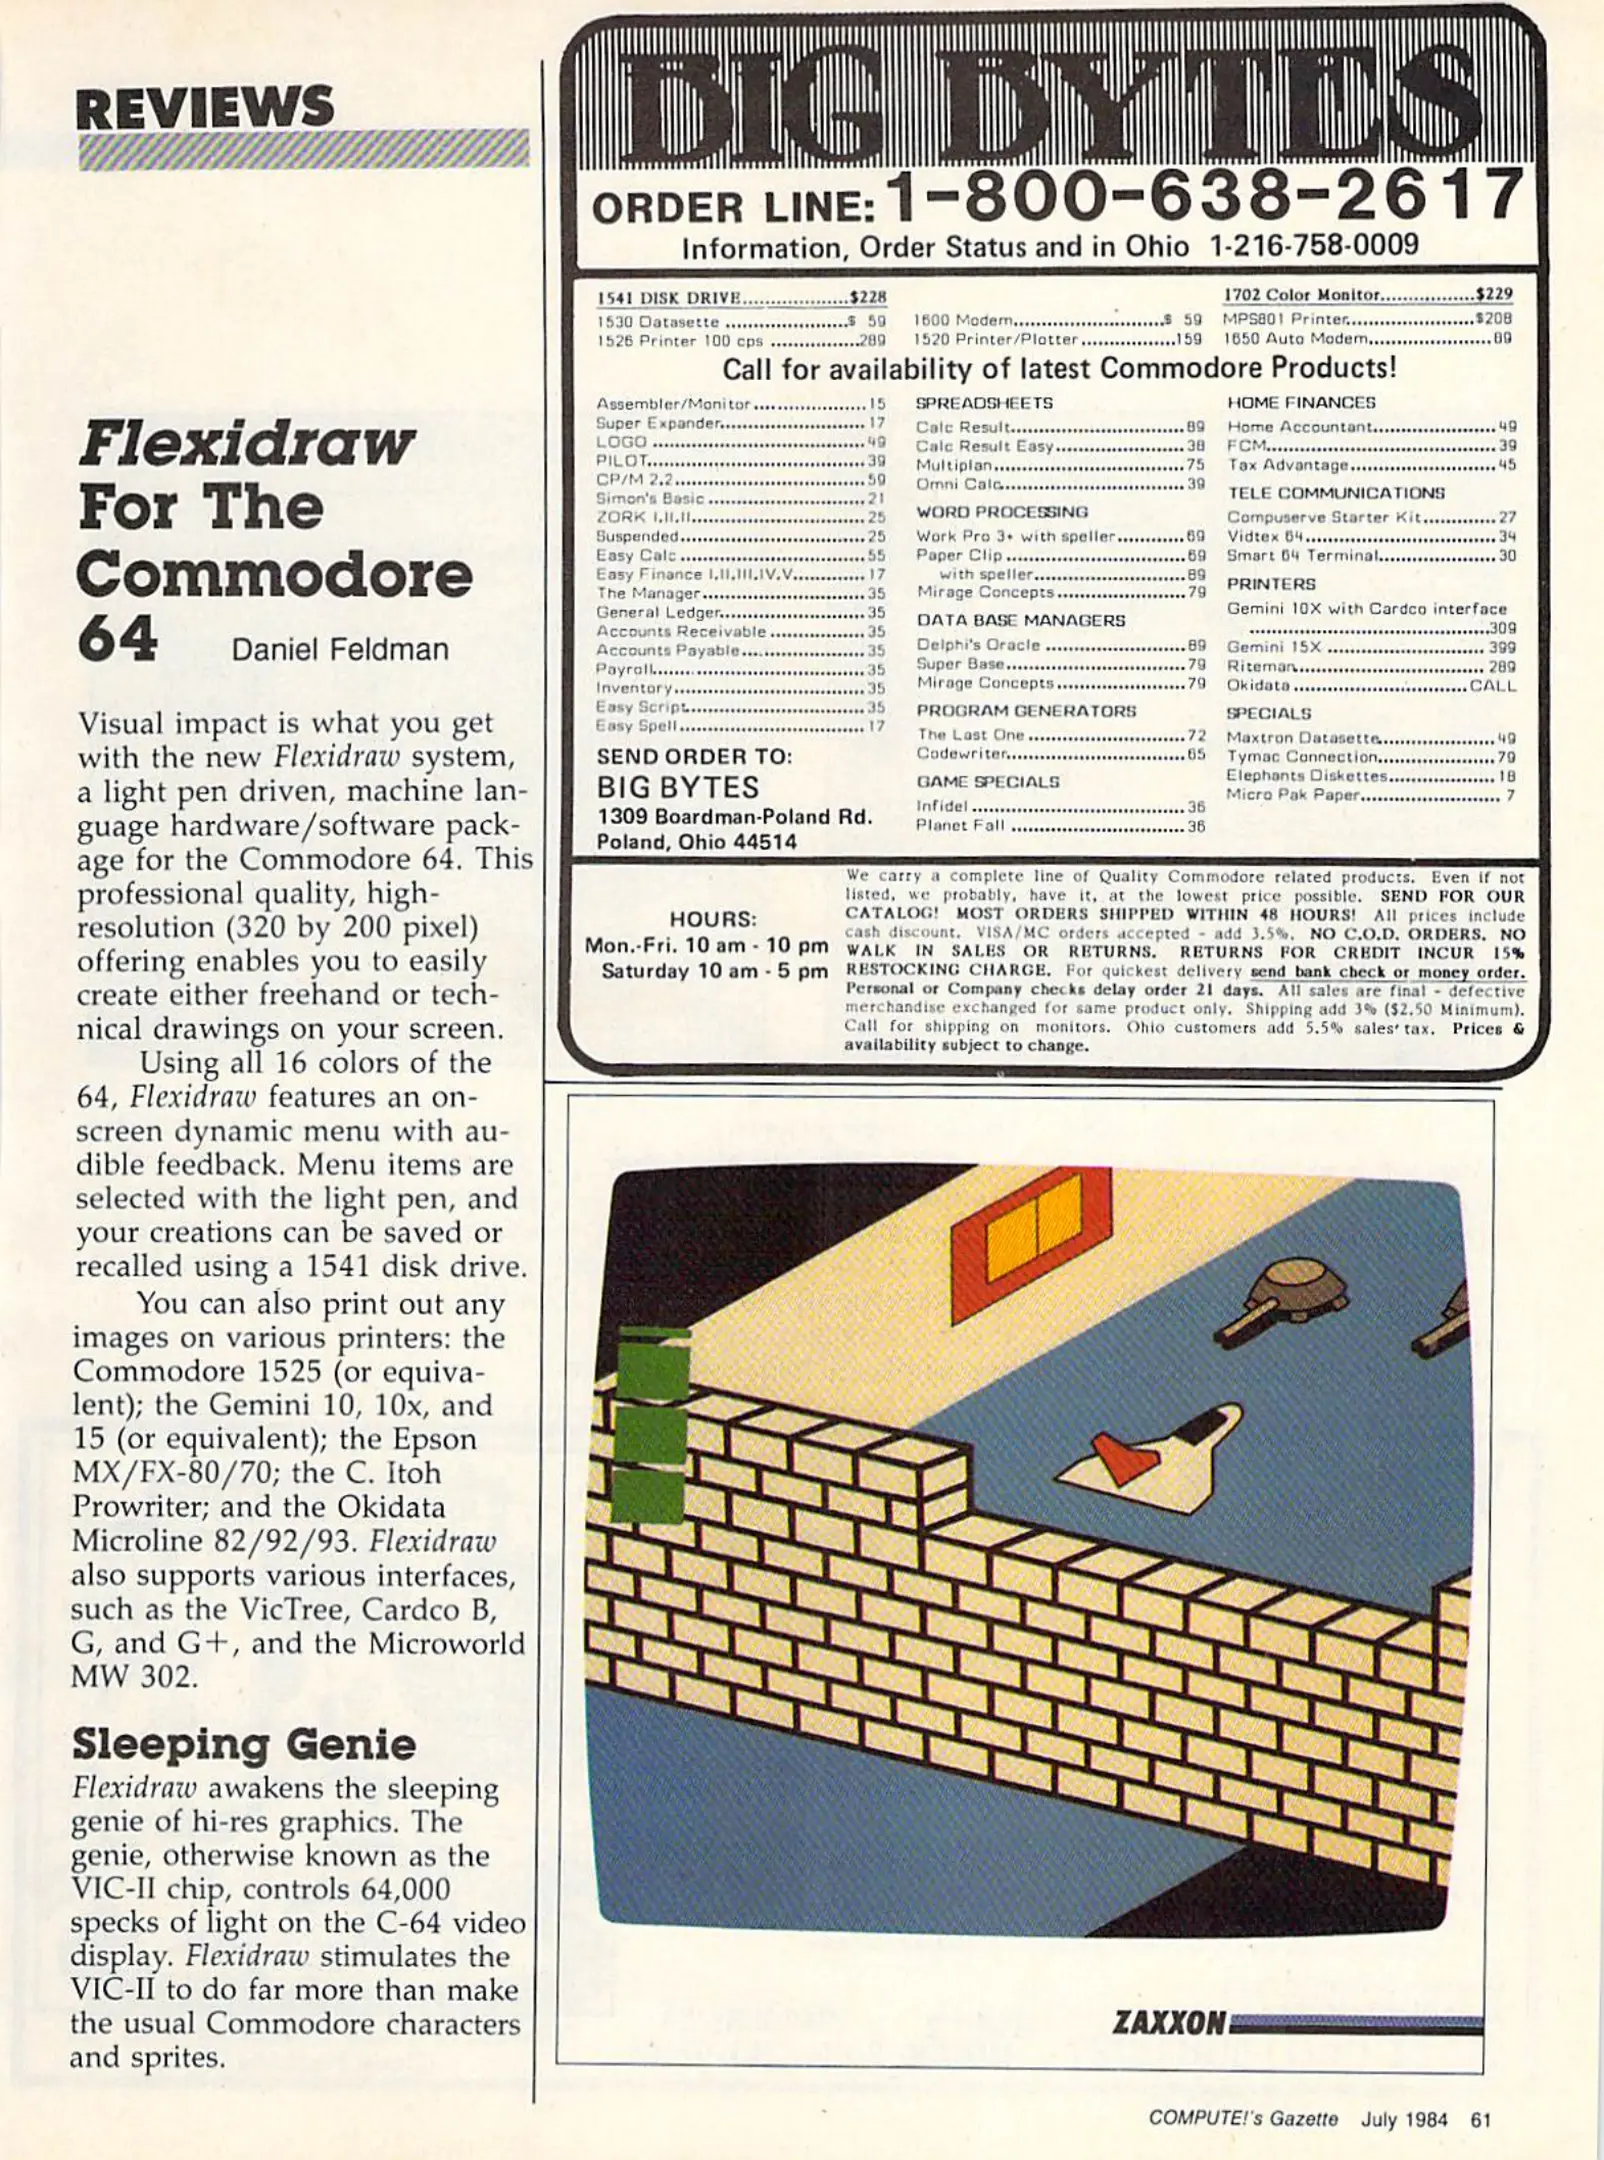 REVIEWS
Flexidraw
For The
Commodore
64 Daniel Feldman
Visual impact is what you get
with the new Flexidraw system,
a light pen driven, machine lan-
guage hardware/software pack-
age for the Commodore 64. This
professional quality, high-
resolution (320 by 200 pixel)
offering enables you to easily
create either freehand or tech-
nical drawings on your screen.
Using all 16 colors of the
64, Flexidraw features an on-
screen dynamic menu with au-
dible feedback. Menu items are
selected with the light pen, and
your creations can be saved or
recalled using a 1541 disk drive.
You can also print out any
images on various printers: the
Commodore 1525 (or equiva-
lent); the Gemini 10, 10x, and
15 (or equivalent); the Epson
MX/FX-80/70; the C. Itoh
Prowriter; and the Okidata
Microline 82/92/93. Flexidraw
also supports various interfaces,
such as the VicTree, Cardco B,
G, and G+, and the Microworld
MW 302.
Sleeping Genie
Flexidraw awakens the sleeping
genie of hi-res graphics. The
genie, otherwise known as the
VIC-II chip, controls 64,000
specks of light on the C-64 video
display. Flexidraw stimulates the
VIC-II to do far more than make
the usual Commodore characters
and sprites.
BIG BYTES
ORDER LINE: 1-800-638-2617
Information, Order Status and in Ohio 1-216-758-0009
1541 DISK DRIVE...................$228
1530 Datasette ......................$ 59
1526 Printer 100 cps ................289
1600 Modem...........................$ 59
1520 Printer/Plotter.................159
1702 Color Monitor.................$229
MPS801 Printer.......................$208
1650 Auto Modem......................89
Call for availability of latest Commodore Products!
Assembler/Monitor....................15
Super Expander.......................17
LOGO .................................49
PILOT.................................39
CP/M 2.2..............................59
Simon's Basic.........................21
ZORK I,II,II..........................25
Suspended.............................25
Easy Calc.............................55
Easy Finance I,II,III,IV,V............17
The Manager...........................35
General Ledger........................35
Accounts Receivable...................35
Accounts Payable......................35
Payroll...............................35
Inventory.............................35
Easy Script...........................35
Easy Spell............................17
SEND ORDER TO:
BIG BYTES
1309 Boardman-Poland Rd.
Poland, Ohio 44514
SPREADSHEETS
Calc Result...........................89
Calc Result Easy......................38
Multiplan.............................75
Omni Calc.............................39
WORD PROCESSING
Work Pro 3+ with speller..............69
Paper Clip............................69
with speller..........................89
Mirage Concepts.......................79
DATA BASE MANAGERS
Delphi's Oracle.......................89
Super Base............................79
Mirage Concepts.......................79
PROGRAM GENERATORS
The Last One..........................72
Codewriter............................65
GAME SPECIALS
Infidel...............................36
Planet Fall...........................36
HOME FINANCES
Home Accountant.......................49
FCM...................................39
Tax Advantage.........................45
TELE COMMUNICATIONS
Compuserve Starter Kit................27
Vidtex 64.............................34
Smart 64 Terminal.....................30
PRINTERS
Gemini 10X with Cardco interface
......................................309
Gemini 15X ........................... 399
Riteman............................... 289
Okidata...............................CALL
SPECIALS
Maxtron Datasette.....................49
Tymac Connection......................79
Elephants Diskettes................... 18
Micro Pak Paper....................... 7
HOURS:
Mon.-Fri. 10 am - 10 pm
Saturday 10 am - 5 pm
We carry a complete line of Quality Commodore related products. Even if not
listed, we probably, have it, at the lowest price possible. SEND FOR OUR
CATALOG! MOST ORDERS SHIPPED WITHIN 48 HOURS! All prices include
cash discount. VISA/MC orders accepted - add 3.5%. NO C.O.D. ORDERS. NO
WALK IN SALES OR RETURNS. RETURNS FOR CREDIT INCUR 15%
RESTOCKING CHARGE. For quickest delivery send bank check or money order.
Personal or Company checks delay order 21 days. All sales are final - defective
merchandise exchanged for same product only. Shipping add 3% ($2.50 Minimum).
Call for shipping on monitors. Ohio customers add 5.5% sales tax. Prices &
availability subject to change.
ZAXXON
COMPUTE!'s Gazette July 1984 61